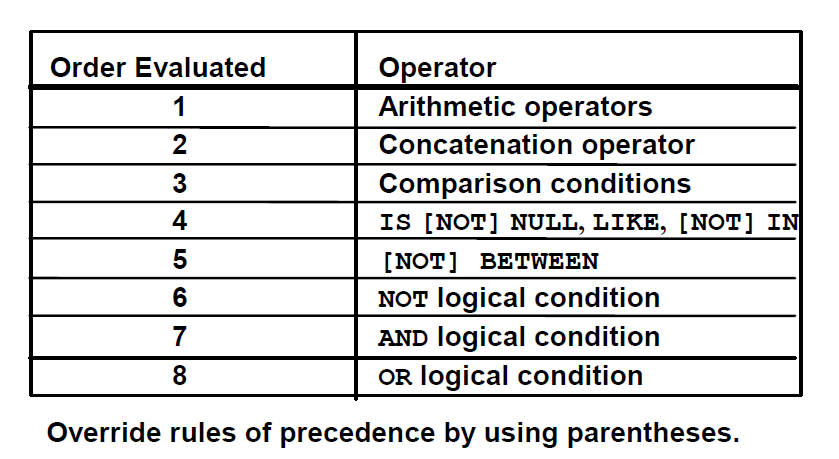 Order Evaluated Operator
1 Arithmetic operators
2 Concatenation operator
3 Comparison conditions
4 IS [NOT] NULL, LIKE, [NOT] IN
5 [NOT] BETWEEN
6 NOT logical condition
7 AND logical condition
8 OR logical condition
Override rules of precedence by using parentheses.